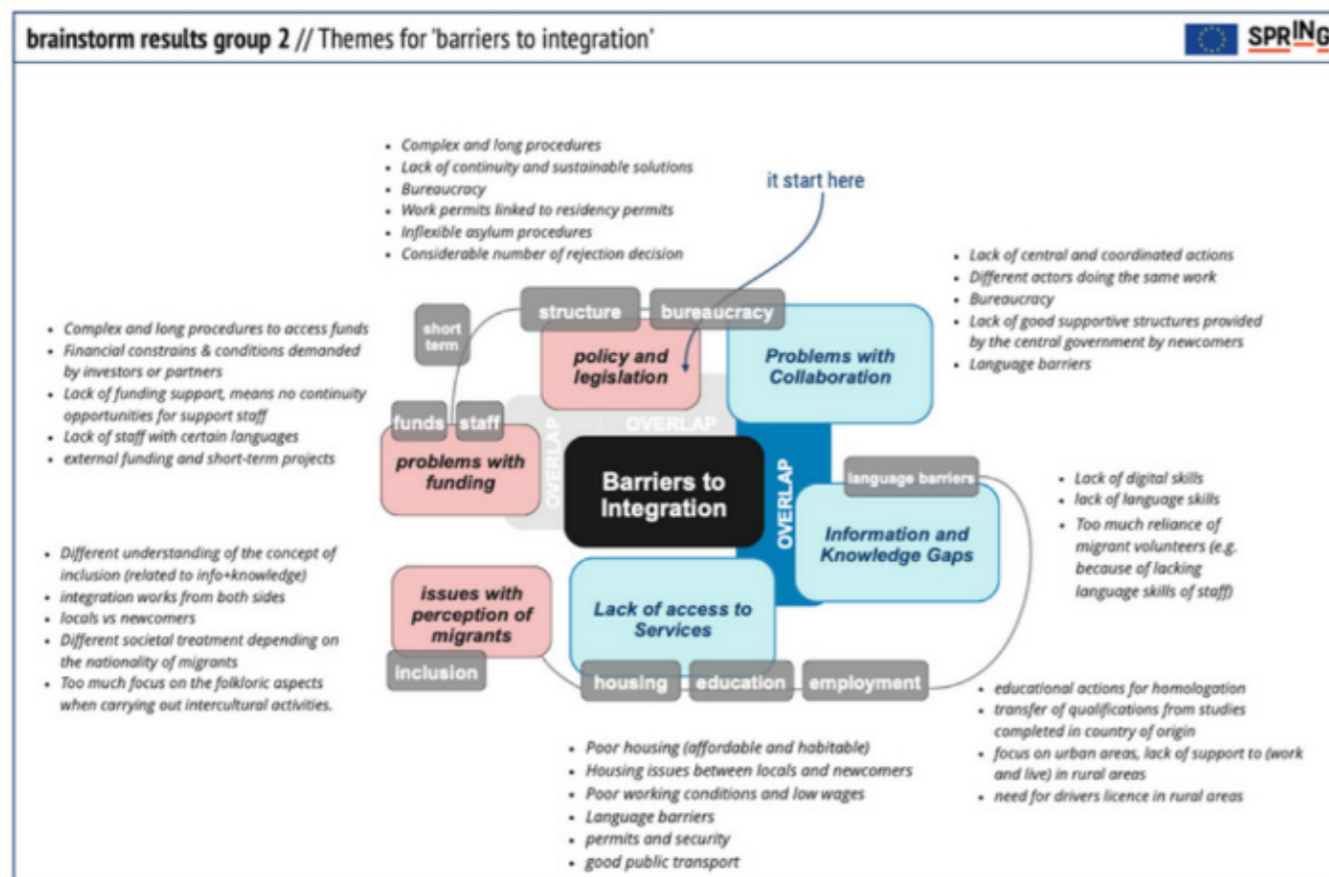 brainstorm results group 2 // Themes for 'barriers to integration'
SPRING
• Complex and long procedures
• Lack of continuity and sustainable solutions
• Bureaucracy
• Work permits linked to residency permits
• Inflexible asylum procedures
• Considerable number of rejection decision
it start here
• Lack of central and coordinated actions
• Different actors doing the same work
• Bureaucracy
• Lack of good supportive structures provided
by the central government by newcomers
• Language barriers
• Complex and long procedures to access funds
• Financial constrains & conditions demanded
by investors or partners
• Lack of funding support, means no continuity
opportunities for support staff
• Lack of staff with certain languages
• external funding and short-term projects
short
term
structure
bureaucracy
policy and
legislation
Problems with
Collaboration
funds
staff
problems with
funding
OVERLAP
OVERLAP
OVERLAP
Barriers to
Integration
language barriers
Information and
Knowledge Gaps
• Lack of digital skills
• lack of language skills
• Too much reliance of
migrant volunteers (e.g.
because of lacking
language skills of staff)
• Different understanding of the concept of
inclusion (related to info+knowledge)
• integration works from both sides
• locals vs newcomers
• Different societal treatment depending on
the nationality of migrants
• Too much focus on the folkloric aspects
when carrying out intercultural activities.
issues with
perception of
migrants
inclusion
Lack of access to
Services
housing
education
employment
• educational actions for homologation
• transfer of qualifications from studies
completed in country of origin
• focus on urban areas, lack of support to (work
and live) in rural areas
• need for drivers licence in rural areas
• Poor housing (affordable and habitable)
• Housing issues between locals and newcomers
• Poor working conditions and low wages
• Language barriers
• permits and security
• good public transport